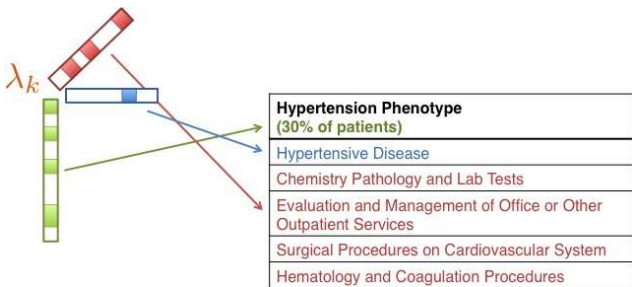 λk
Hypertension Phenotype
(30% of patients)
Hypertensive Disease
Chemistry Pathology and Lab Tests
Evaluation and Management of Office or Other
Outpatient Services
Surgical Procedures on Cardiovascular System
Hematology and Coagulation Procedures